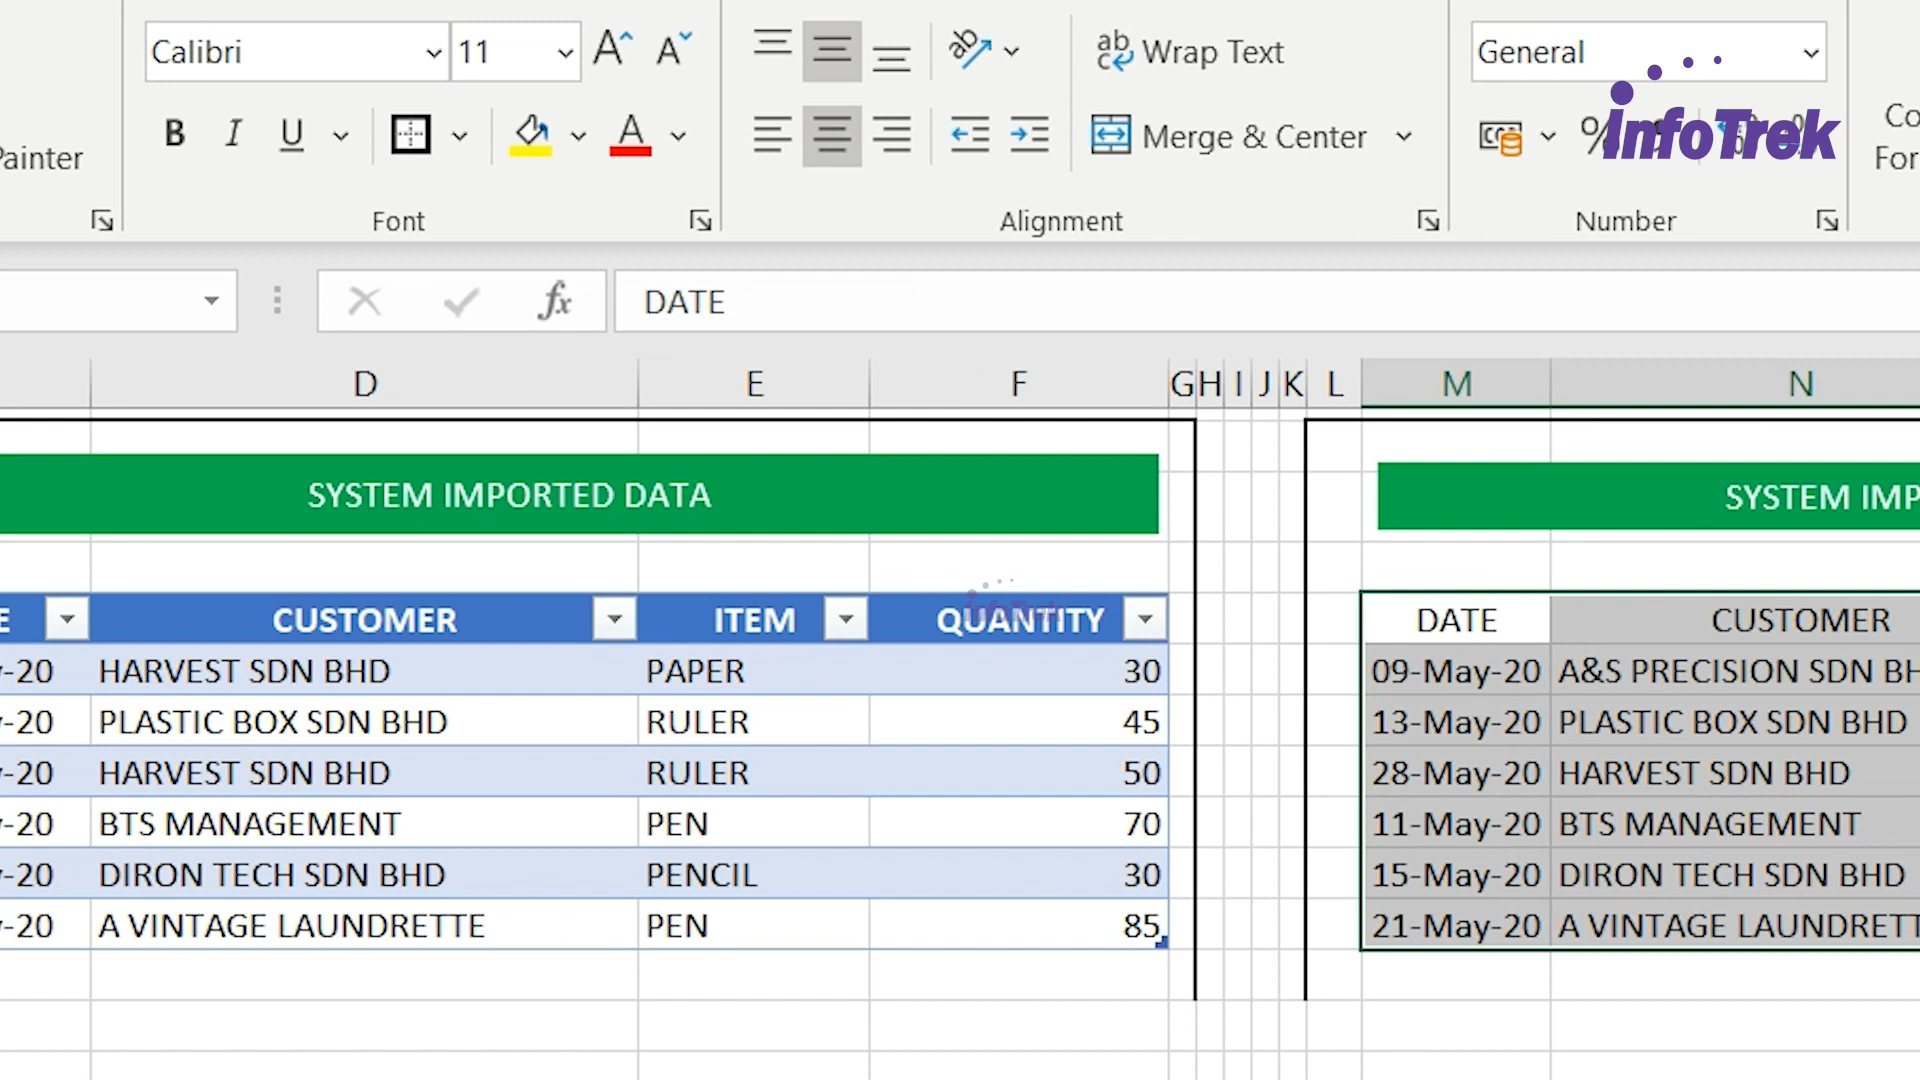 Calibri
11
Wrap Text
General
Painter
Merge & Center
infoTrek
Co
For
Font
Alignment
Number
fx
DATE
D E F G H I J K L M N
SYSTEM IMPORTED DATA
SYSTEM IMP
E CUSTOMER ITEM QUANTITY
-20 HARVEST SDN BHD PAPER 30
-20 PLASTIC BOX SDN BHD RULER 45
-20 HARVEST SDN BHD RULER 50
-20 BTS MANAGEMENT PEN 70
-20 DIRON TECH SDN BHD PENCIL 30
-20 A VINTAGE LAUNDRETTE PEN 85
DATE CUSTOMER
09-May-20 A&S PRECISION SDN BH
13-May-20 PLASTIC BOX SDN BHD
28-May-20 HARVEST SDN BHD
11-May-20 BTS MANAGEMENT
15-May-20 DIRON TECH SDN BHD
21-May-20 A VINTAGE LAUNDRETT